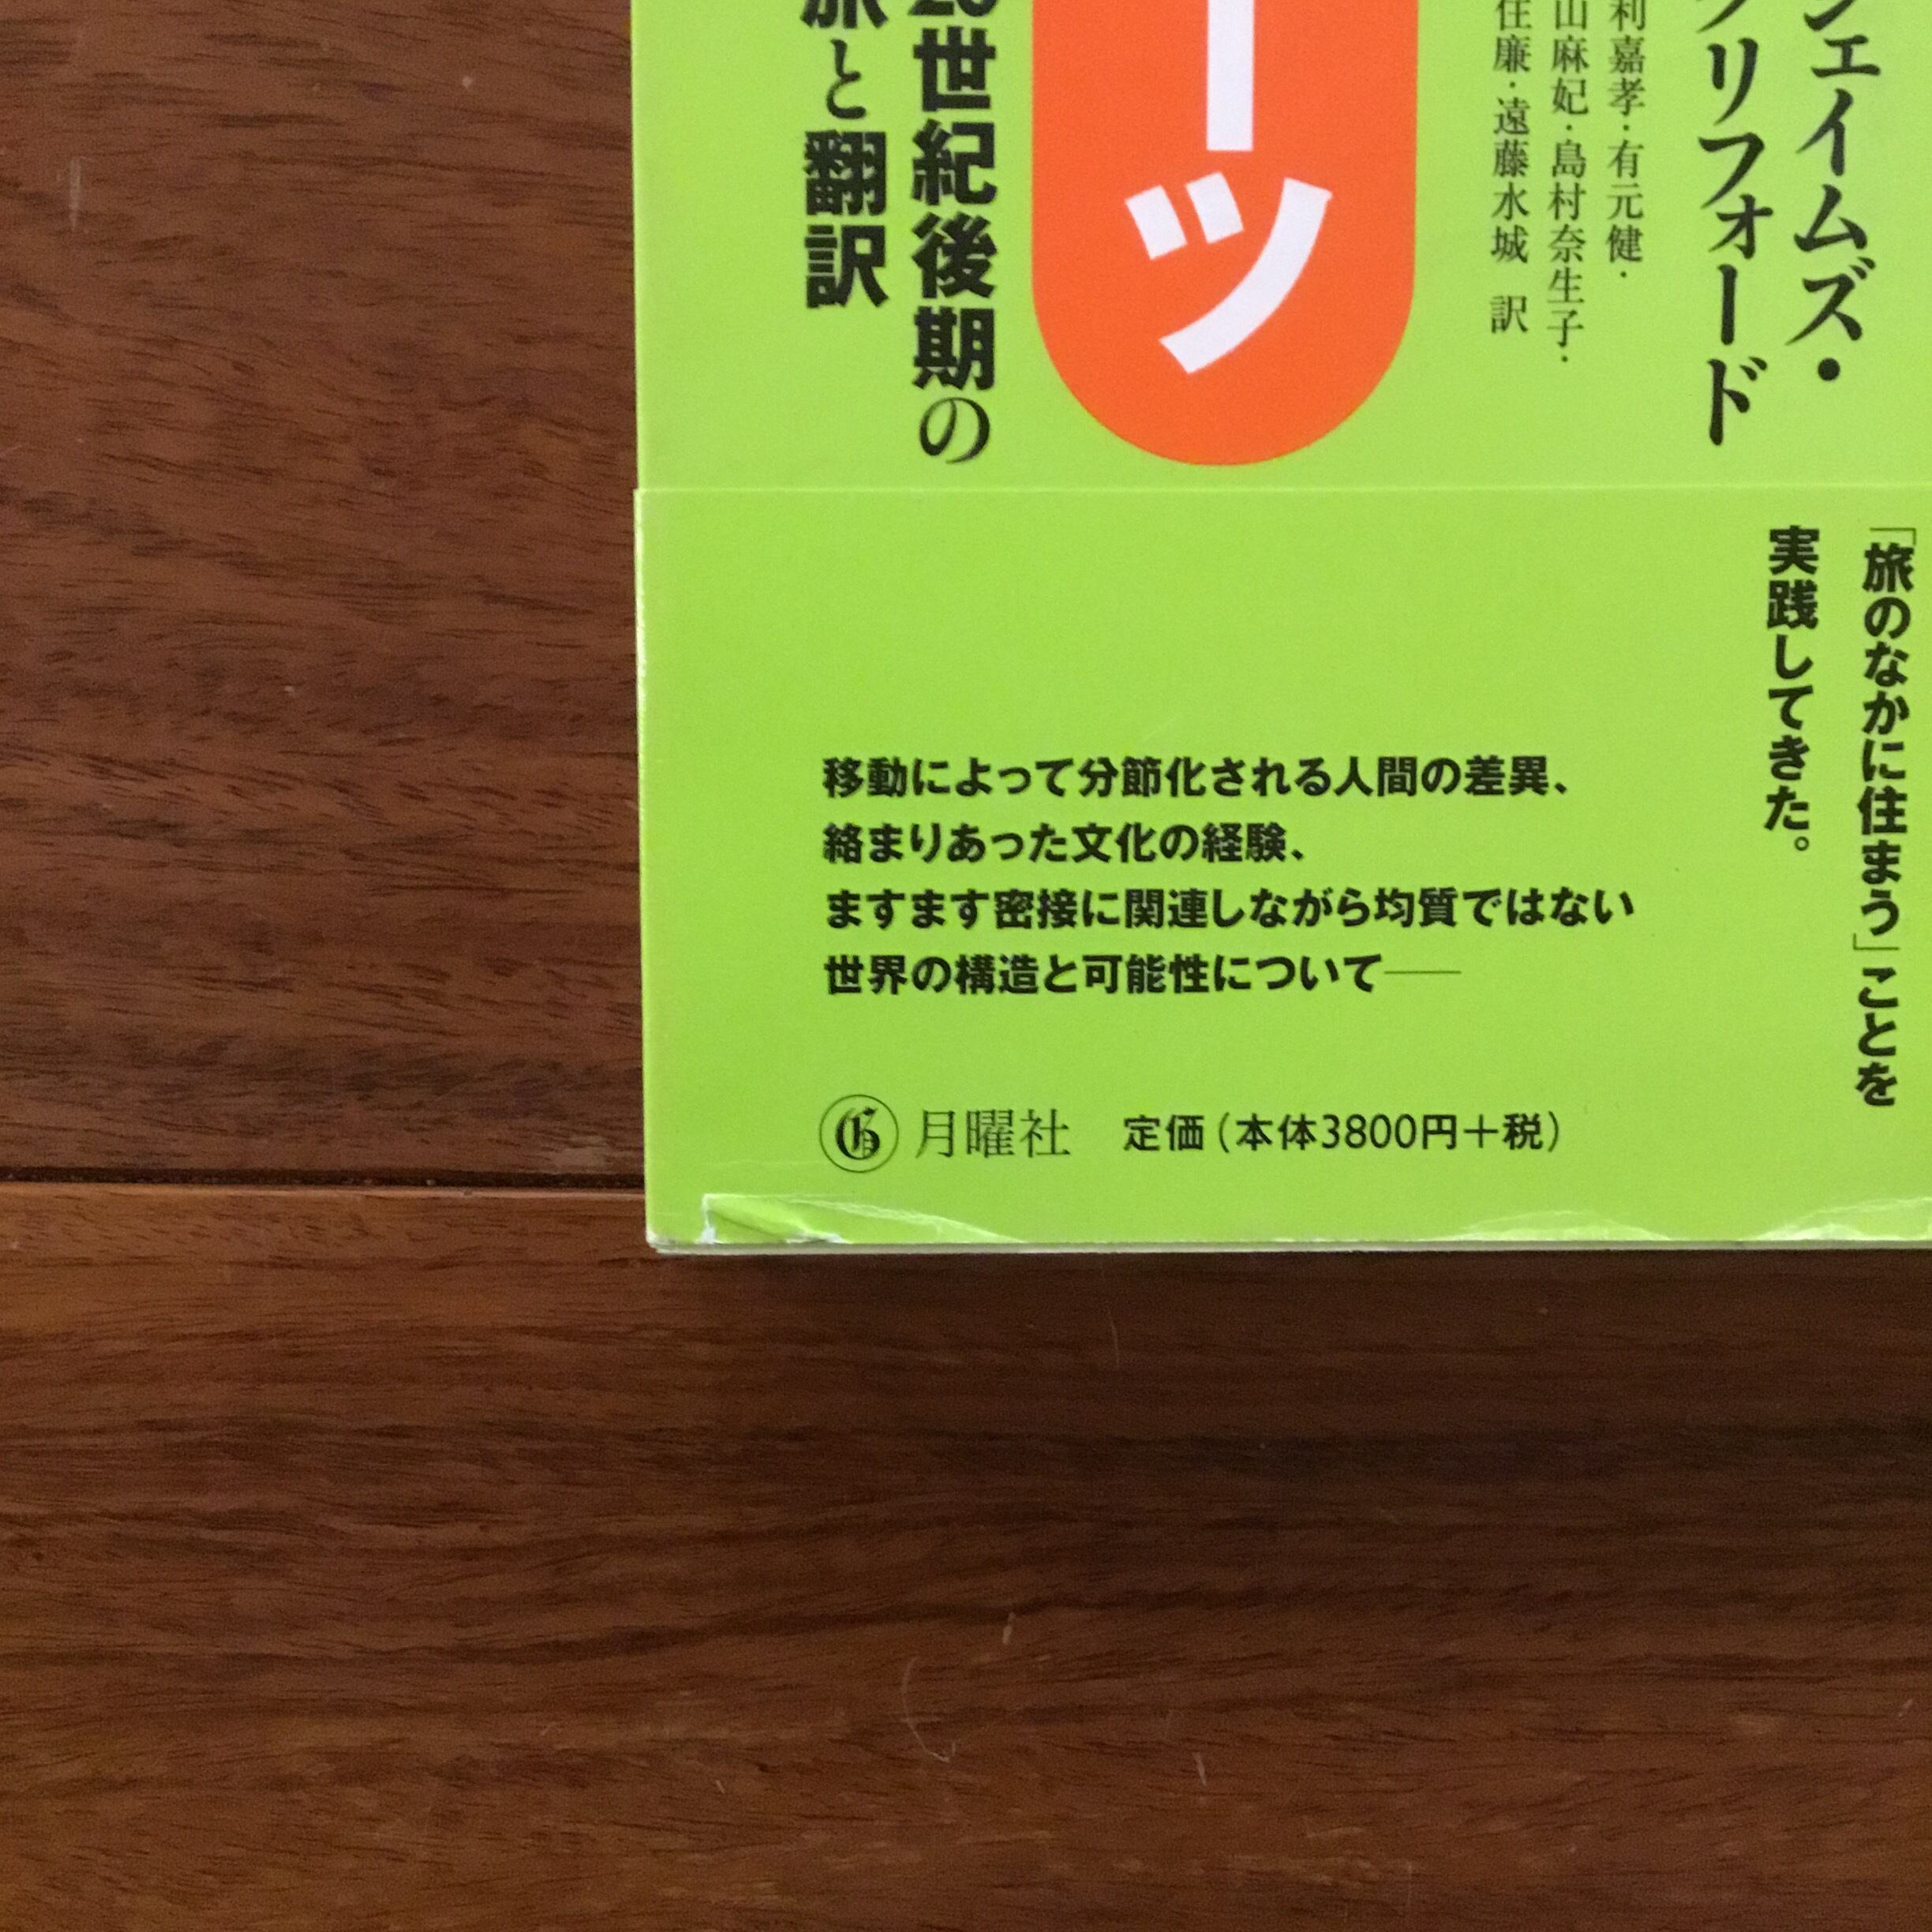 ジェイムズ・
クリフォード
利嘉孝・有元健・
山麻妃・島村奈生子・
住廉・遠藤水城 訳
ーツ
20世紀後期の
旅と翻訳
「旅のなかに住まう」ことを
実践してきた。
移動によって分節化される人間の差異、
絡まりあった文化の経験、
ますます密接に関連しながら均質ではない
世界の構造と可能性について──
月曜社 定価(本体3800円+税)